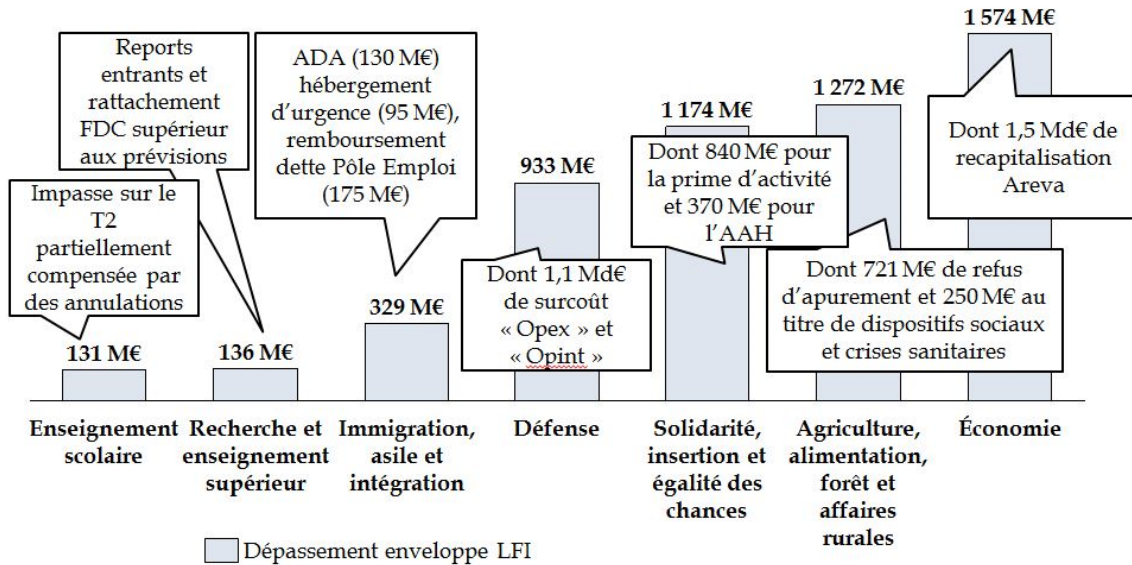 Reports
entrants et
rattachement
FDC supérieur
aux prévisions
Impasse sur le
T2
partiellement
compensée par
des annulations
ADA (130 M€)
hébergement
d'urgence (95 M€),
remboursement
dette Pôle Emploi
(175 M€)
Dont 1,1 Md€
de surcoût
« Opex » et
« Opint »
Dont 840 M€ pour
la prime d'activité
et 370 M€ pour
l'AAH
Dont 721 M€ de refus
d'apurement et 250 M€ au
titre de dispositifs sociaux
et crises sanitaires
Dont 1,5 Md€ de
recapitalisation
Areva
131 M€
136 M€
329 M€
933 M€
1 174 M€
1 272 M€
1 574 M€
Enseignement
scolaire
Recherche et
enseignement
supérieur
Immigration,
asile et
intégration
Défense
Solidarité,
insertion et
égalité des
chances
Agriculture,
alimentation,
forêt et
affaires
rurales
Économie
Dépassement enveloppe LFI